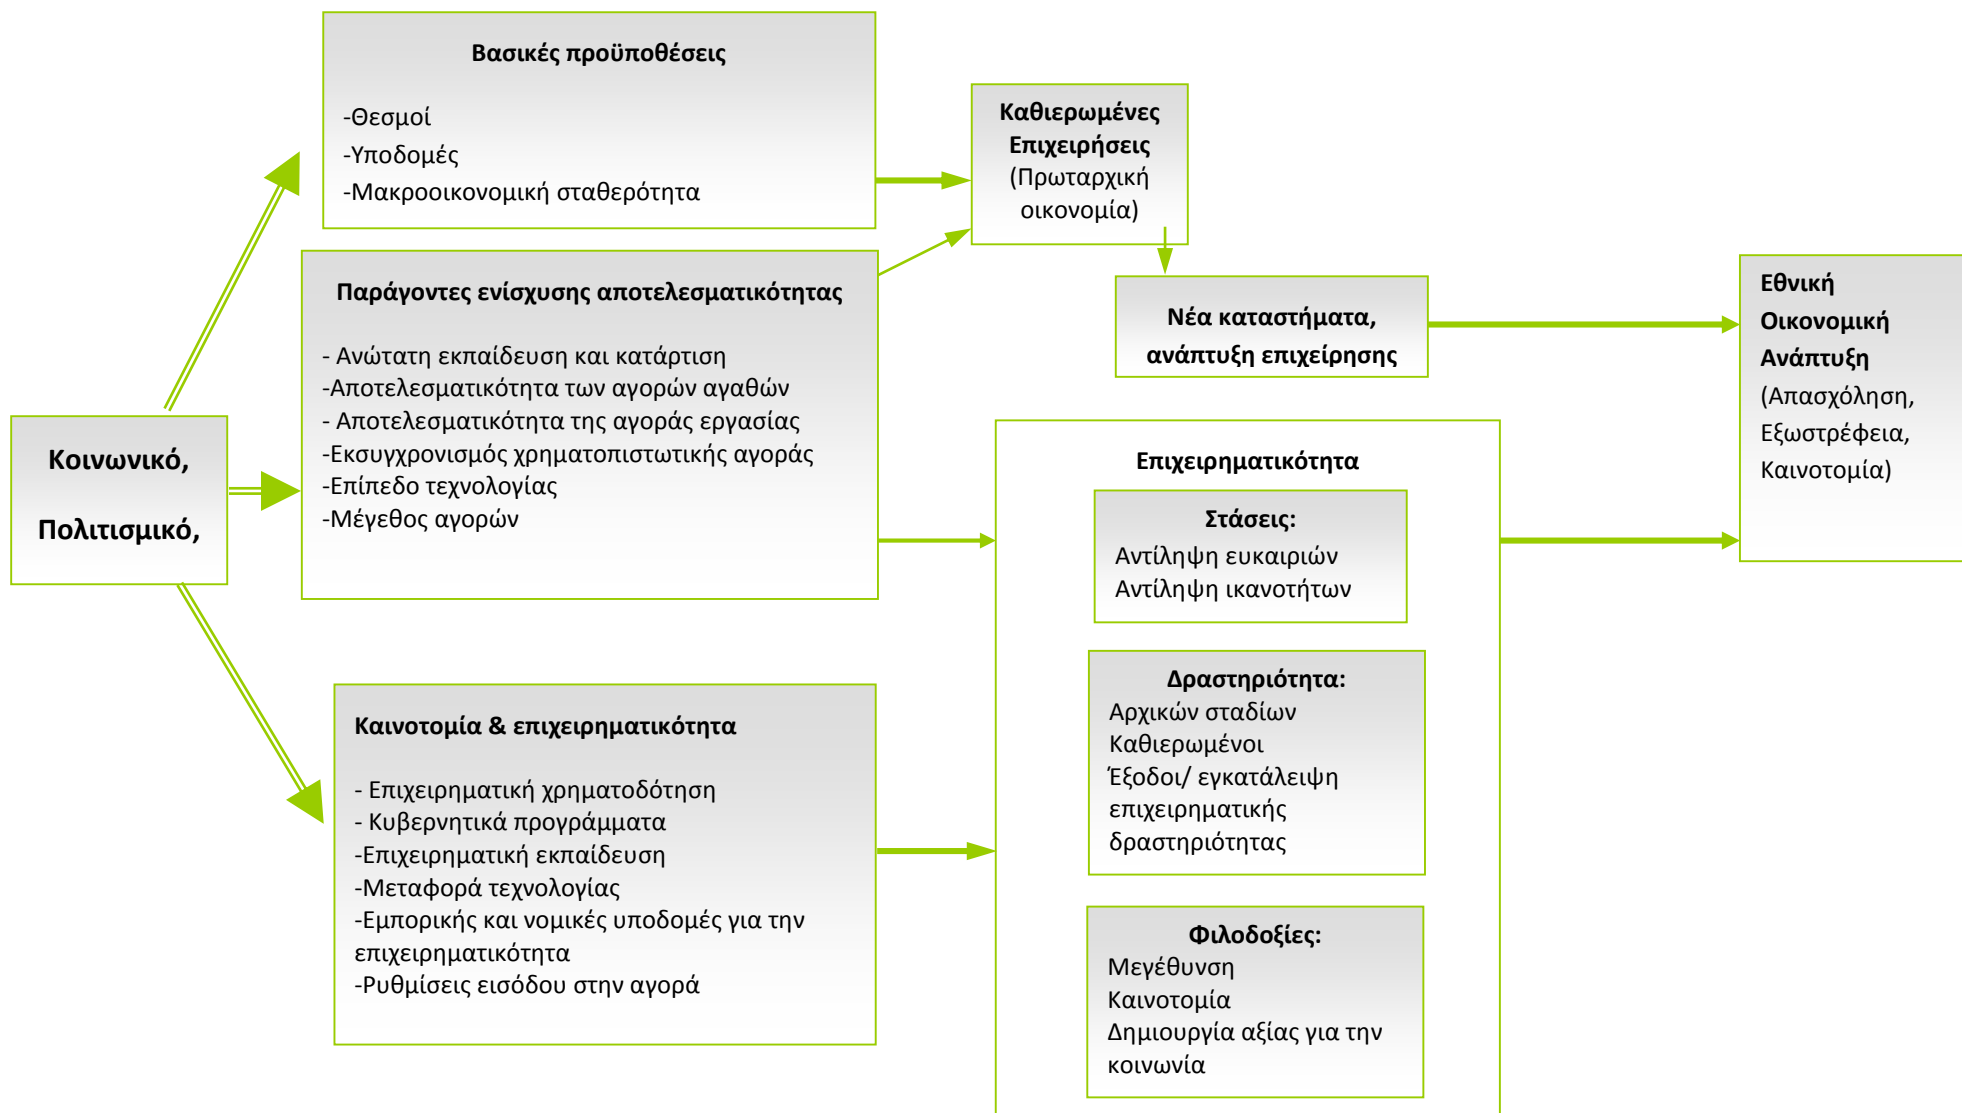 Βασικές προϋποθέσεις
-Θεσμοί
-Υποδομές
-Μακροοικονομική σταθερότητα
Καθιερωμένες
Επιχειρήσεις
(Πρωταρχική
οικονομία)
Παράγοντες ενίσχυσης αποτελεσματικότητας
- Ανώτατη εκπαίδευση και κατάρτιση
-Αποτελεσματικότητα των αγορών αγαθών
- Αποτελεσματικότητα της αγοράς εργασίας
-Εκσυγχρονισμός χρηματοπιστωτικής αγοράς
-Επίπεδο τεχνολογίας
-Μέγεθος αγορών
Νέα καταστήματα,
ανάπτυξη επιχείρησης
Εθνική
Οικονομική
Ανάπτυξη
(Απασχόληση,
Εξωστρέφεια,
Καινοτομία)
Κοινωνικό,
Πολιτισμικό,
Επιχειρηματικότητα
Στάσεις:
Αντίληψη ευκαιριών
Αντίληψη ικανοτήτων
Δραστηριότητα:
Αρχικών σταδίων
Καθιερωμένοι
Έξοδοι/ εγκατάλειψη
επιχειρηματικής
δραστηριότητας
Καινοτομία & επιχειρηματικότητα
- Επιχειρηματική χρηματοδότηση
- Κυβερνητικά προγράμματα
-Επιχειρηματική εκπαίδευση
-Μεταφορά τεχνολογίας
-Εμπορικής και νομικές υποδομές για την
επιχειρηματικότητα
-Ρυθμίσεις εισόδου στην αγορά
Φιλοδοξίες:
Μεγέθυνση
Καινοτομία
Δημιουργία αξίας για την
κοινωνία